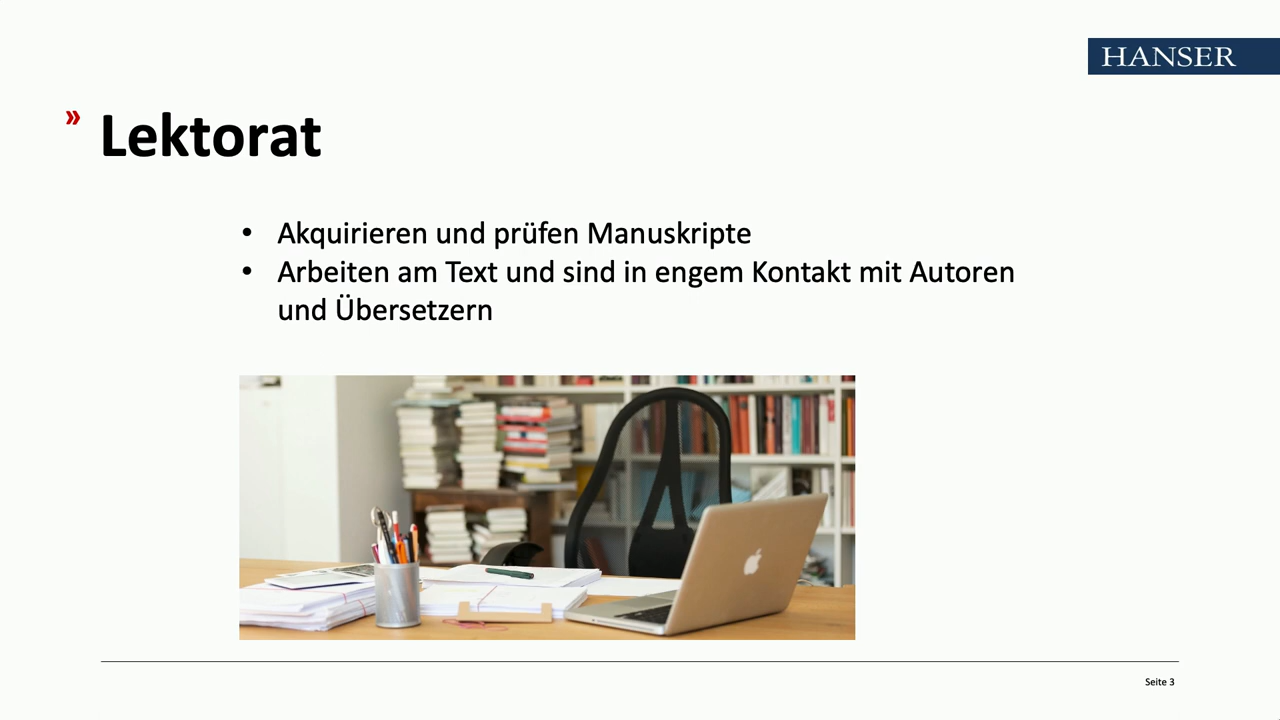 HANSER
» Lektorat
• Akquirieren und prüfen Manuskripte
• Arbeiten am Text und sind in engem Kontakt mit Autoren
und Übersetzern
Seite 3